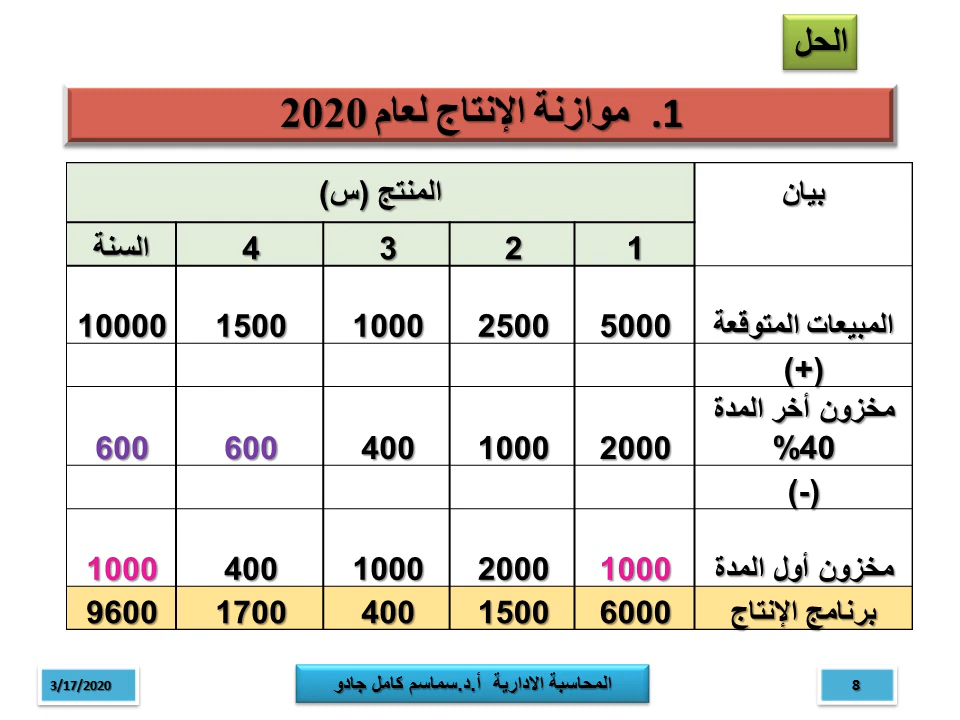 الحل
1. موازنة الإنتاج لعام 2020
بيان المنتج (س)
1 2 3 4 السنة
المبيعات المتوقعة 5000 2500 1000 1500 10000
(+)
مخزون أخر المدة
40% 2000 1000 400 600 600
(-)
مخزون أول المدة 1000 2000 1000 400 1000
برنامج الإنتاج 6000 1500 400 1700 9600
8 المحاسبة الادارية أ.د.سماسم كامل جادو 3/17/2020